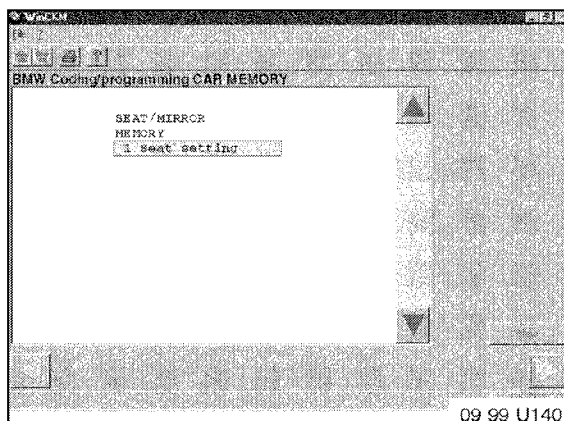 WinCKM
?
BMW Coding/programming CAR MEMORY
SEAT/MIRROR
MEMORY
1 seat setting
09 99 U140